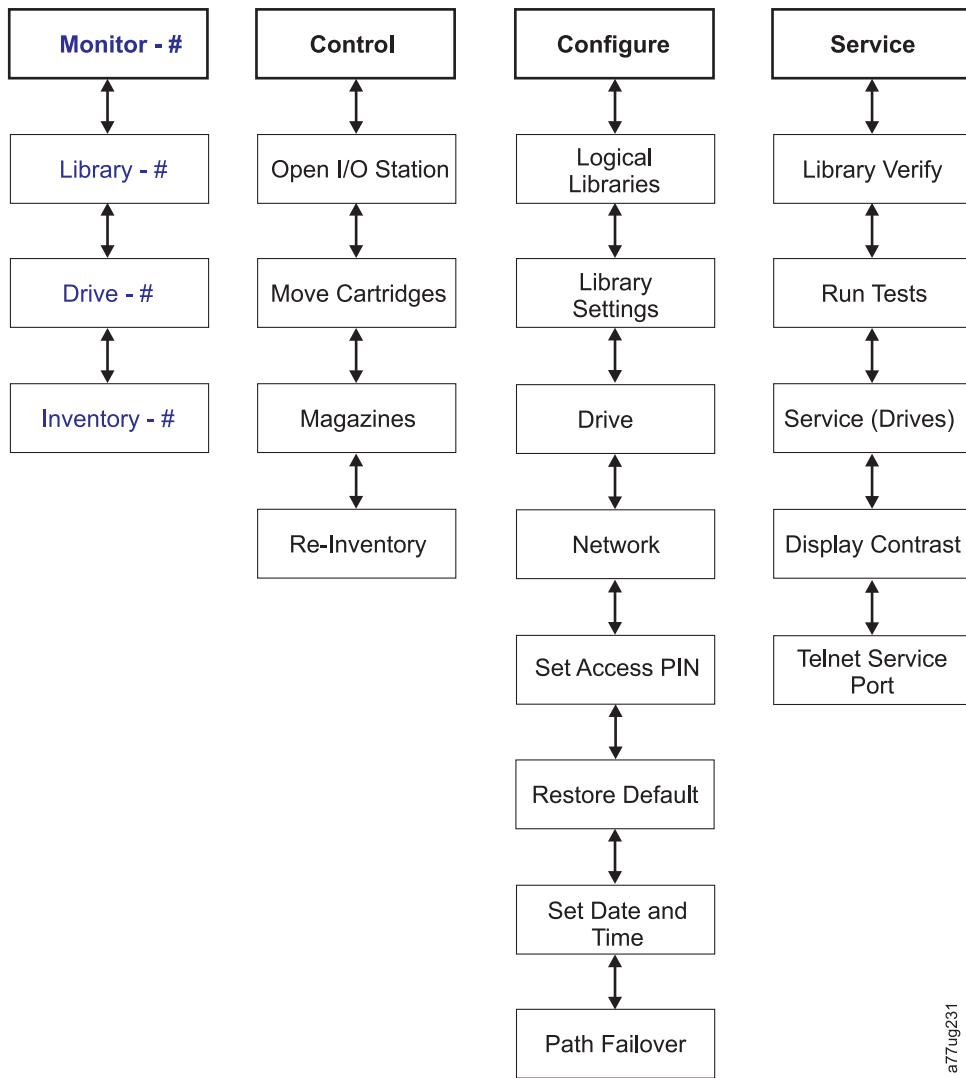 Monitor - #
Library - #
Drive - #
Inventory - #
Control
Open I/O Station
Move Cartridges
Magazines
Re-Inventory
Configure
Logical
Libraries
Library
Settings
Drive
Network
Set Access PIN
Restore Default
Set Date and
Time
Path Failover
Service
Library Verify
Run Tests
Service (Drives)
Display Contrast
Telnet Service
Port
a77ug231